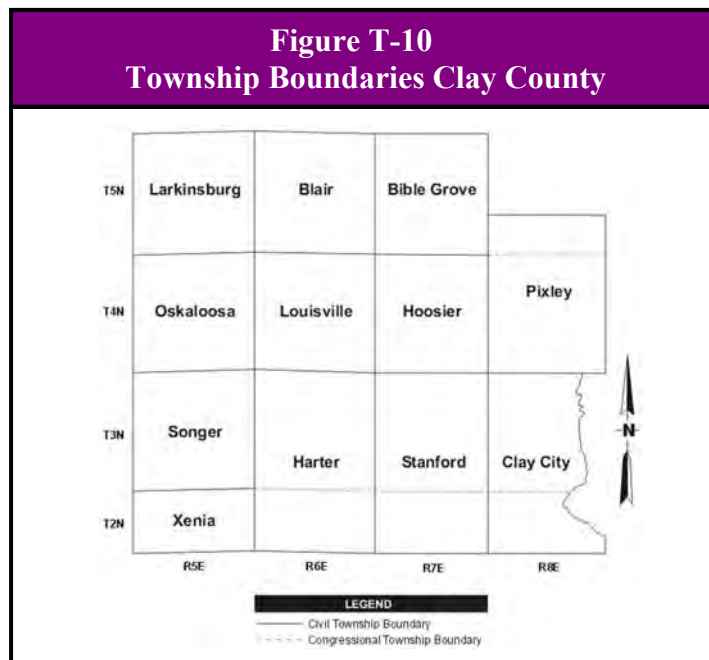 Figure T-10
Township Boundaries Clay County
T5N Larkinsburg Blair Bible Grove
Pixley
T4N Oskaloosa Louisville Hoosier
T3N Songer
Harter Stanford Clay City
N
T2N Xenia
R5E R6E R7E R8E
LEGEND
Civil Township Boundary
Congressional Township Boundary